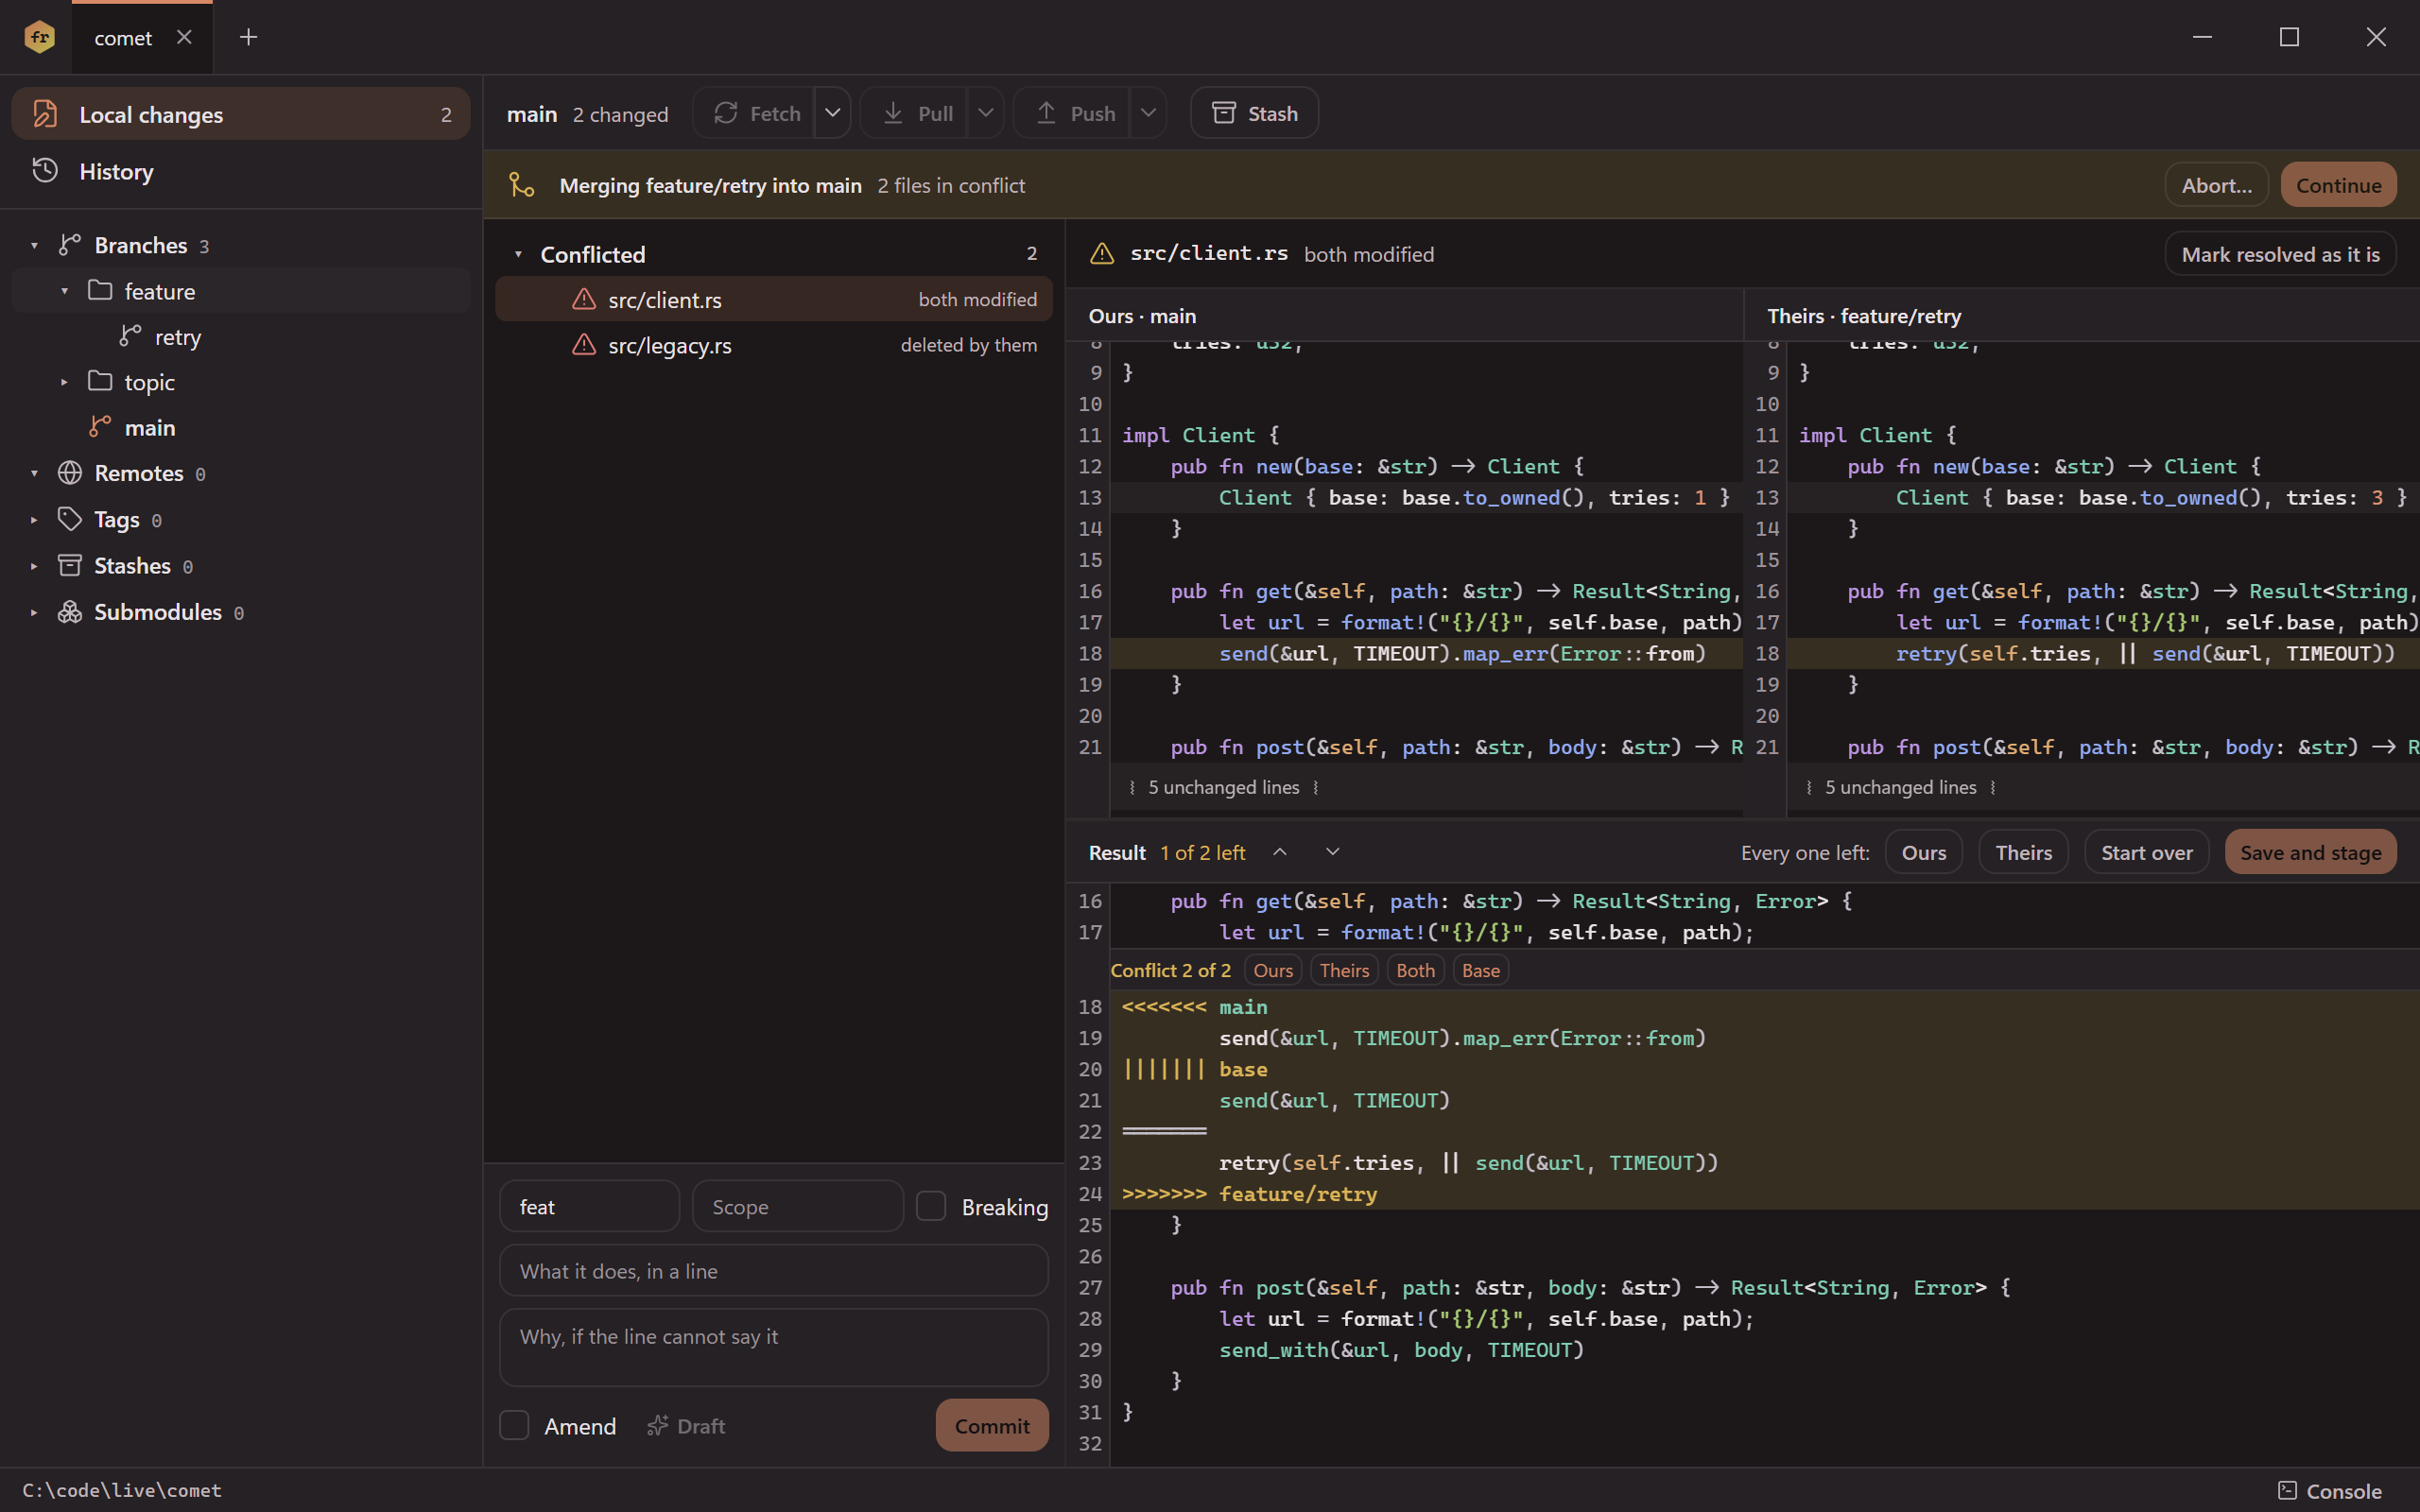 fr
comet
Local changes 2
History
Branches 3
feature
retry
topic
main
Remotes 0
Tags 0
Stashes 0
Submodules 0
main 2 changed Fetch Pull Push Stash
Merging feature/retry into main 2 files in conflict Abort... Continue
Conflicted 2
src/client.rs both modified
src/legacy.rs deleted by them
feat Scope Breaking
What it does, in a line
Why, if the line cannot say it
Amend Draft Commit
src/client.rs both modified Mark resolved as it is
Ours · main
8 tries: u32,
9 }
10
11 impl Client {
12 pub fn new(base: &str) -> Client {
13 Client { base: base.to_owned(), tries: 1 }
14 }
15
16 pub fn get(&self, path: &str) -> Result<String,
17 let url = format!("{}/{}", self.base, path)
18 send(&url, TIMEOUT).map_err(Error::from)
19 }
20
21 pub fn post(&self, path: &str, body: &str) -> R
5 unchanged lines
Theirs · feature/retry
8 tries: u32,
9 }
10
11 impl Client {
12 pub fn new(base: &str) -> Client {
13 Client { base: base.to_owned(), tries: 3 }
14 }
15
16 pub fn get(&self, path: &str) -> Result<String,
17 let url = format!("{}/{}", self.base, path)
18 retry(self.tries, || send(&url, TIMEOUT))
19 }
20
21 pub fn post(&self, path: &str, body: &str) -> R
5 unchanged lines
Result 1 of 2 left Every one left: Ours Theirs Start over Save and stage
16 pub fn get(&self, path: &str) -> Result<String, Error> {
17 let url = format!("{}/{}", self.base, path);
Conflict 2 of 2 Ours Theirs Both Base
18 <<<<<<< main
19 send(&url, TIMEOUT).map_err(Error::from)
20 ||||||| base
21 send(&url, TIMEOUT)
22 =======
23 retry(self.tries, || send(&url, TIMEOUT))
24 >>>>>>> feature/retry
25 }
26
27 pub fn post(&self, path: &str, body: &str) -> Result<String, Error> {
28 let url = format!("{}/{}", self.base, path);
29 send_with(&url, body, TIMEOUT)
30 }
31 }
32
C:\code\live\comet
Console